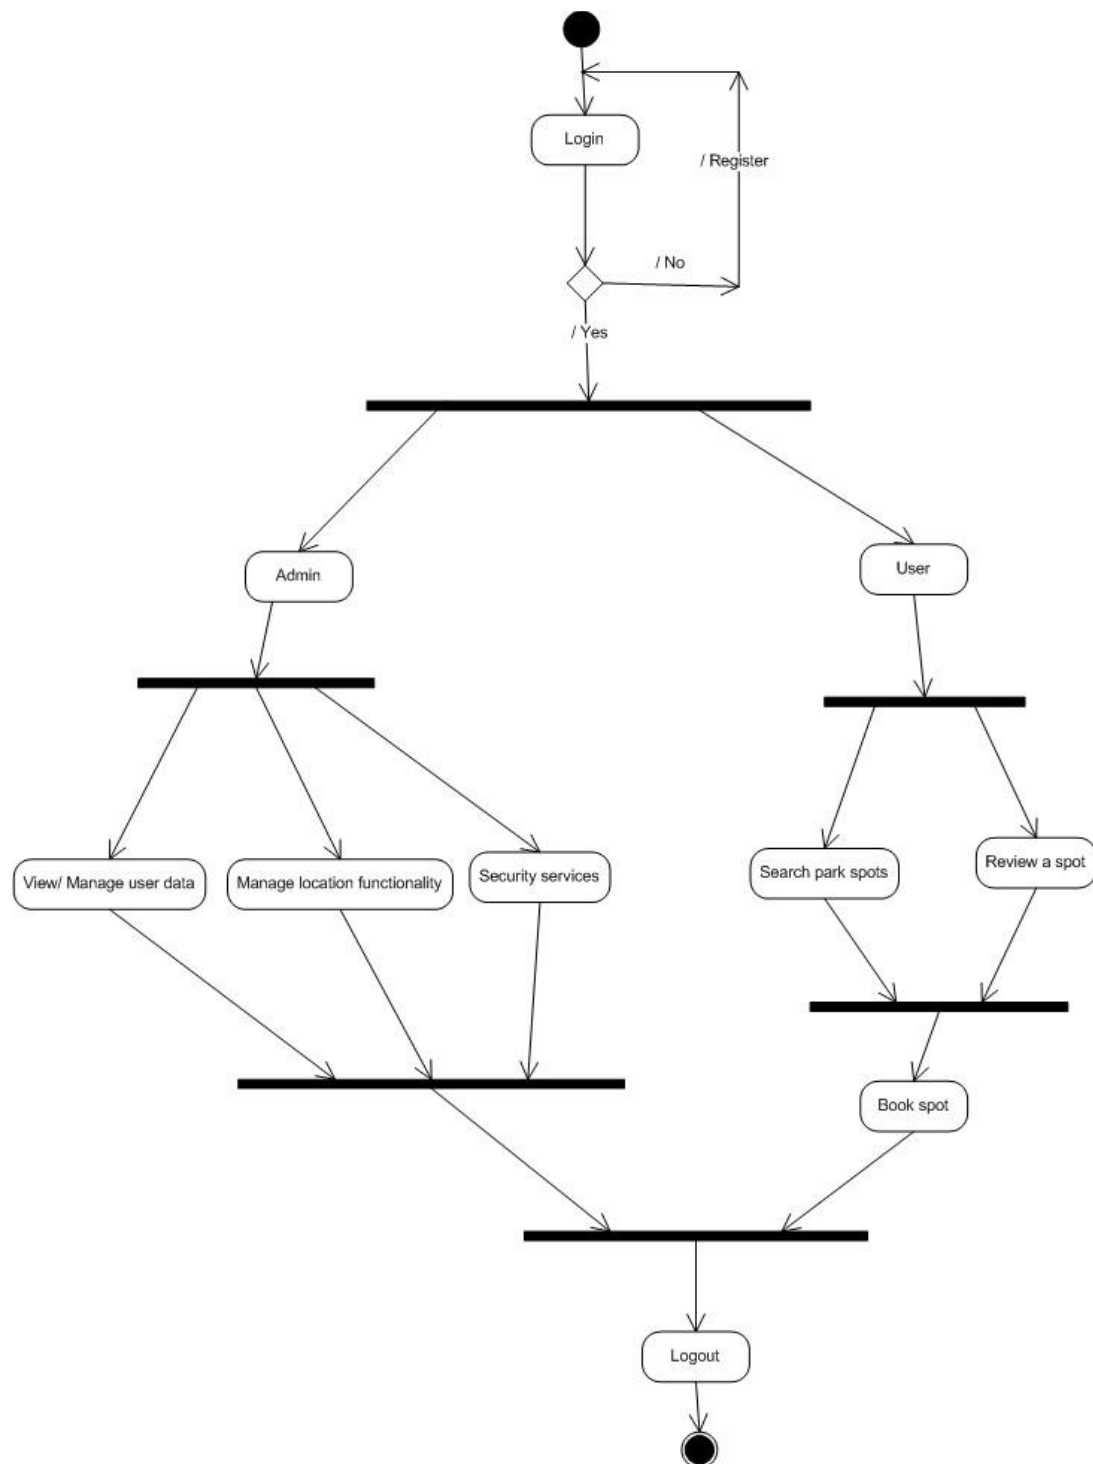 Login
/ Register
/ No
/ Yes
Admin
User
View/ Manage user data
Manage location functionality
Security services
Search park spots
Review a spot
Book spot
Logout